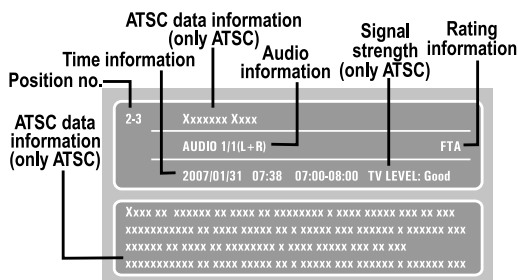 ATSC data information
(only ATSC)
Signal
strength
(only ATSC)
Rating
information
Time information
Audio
information
Position no.
ATSC data
information
(only ATSC)
2-3 Xxxxxxx Xxxx
AUDIO 1/1(L+R) FTA
2007/01/31 07:38 07:00-08:00 TV LEVEL: Good
Xxxx xx xxxxxx xx xxxx xx xxxxxxxx x xxxx xxxxx xxx xx xxx
xxxxxxxxxxx xx xxxx xxxxx xx x xxxxx xxx xxxxxx x xxxxxx xxx
xxxxxx xx xxxx xx xxxxxxxx x xxxx xxxxx xxx xx xxx
xxxxxxxxxxx xx xxxx xxxxx xx x xxxxx xxx xxxxxx x xxxxxx xxx